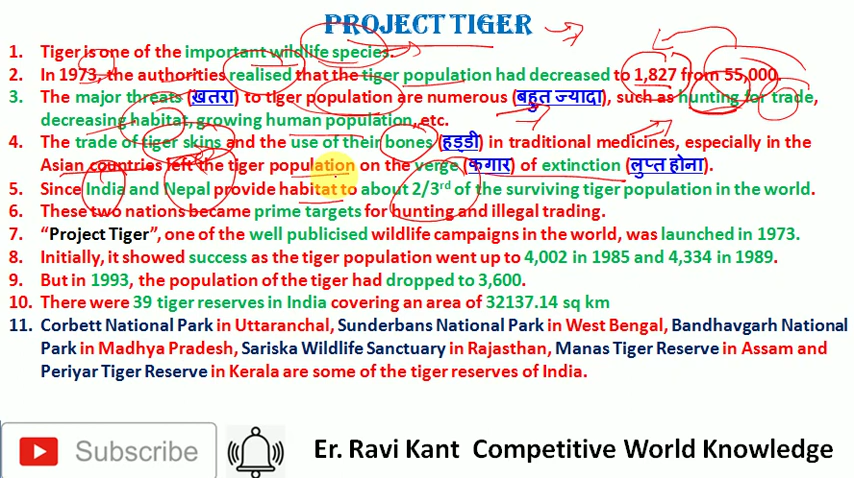 PROJECT TIGER
1. Tiger is one of the important wildlife species.
2. In 1973, the authorities realised that the tiger population had decreased to 1,827 from 55,000.
3. The major threats (ख़तरा) to tiger population are numerous (बहुत ज्यादा), such as hunting for trade,
decreasing habitat, growing human population, etc.
4. The trade of tiger skins and the use of their bones (हड्डी) in traditional medicines, especially in the
Asian countries left the tiger population on the verge (कगार) of extinction (लुप्त होना).
5. Since India and Nepal provide habitat to about 2/3rd of the surviving tiger population in the world.
6. These two nations became prime targets for hunting and illegal trading.
7. “Project Tiger”, one of the well publicised wildlife campaigns in the world, was launched in 1973.
8. Initially, it showed success as the tiger population went up to 4,002 in 1985 and 4,334 in 1989.
9. But in 1993, the population of the tiger had dropped to 3,600.
10. There were 39 tiger reserves in India covering an area of 32137.14 sq km
11. Corbett National Park in Uttaranchal, Sunderbans National Park in West Bengal, Bandhavgarh National
Park in Madhya Pradesh, Sariska Wildlife Sanctuary in Rajasthan, Manas Tiger Reserve in Assam and
Periyar Tiger Reserve in Kerala are some of the tiger reserves of India.
Subscribe
Er. Ravi Kant Competitive World Knowledge